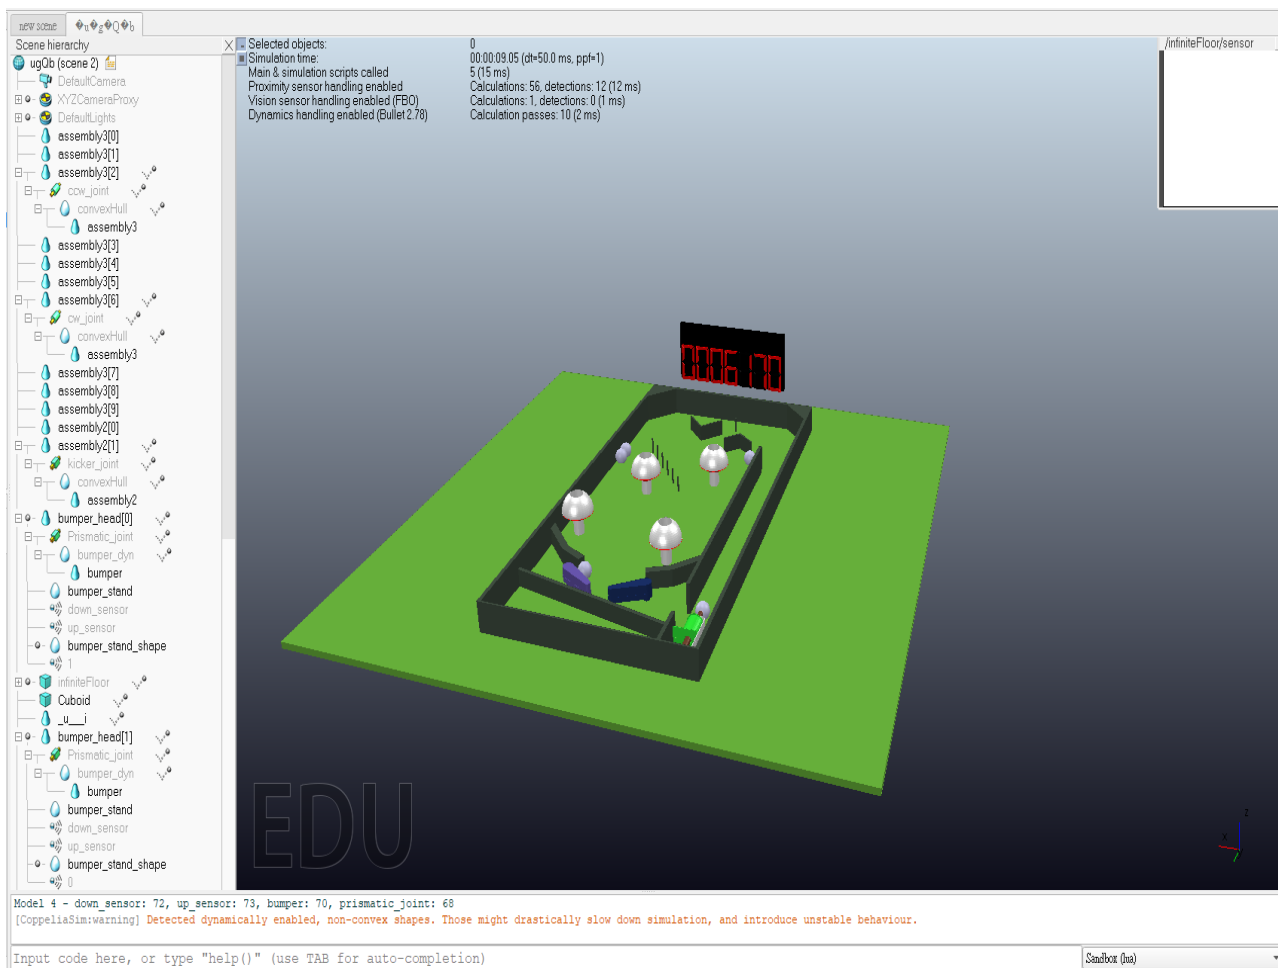 new scene
�u�g�Q�b
Scene hierarchy
ugQb (scene 2)
DefaultCamera
XYZCameraProxy
DefaultLights
assembly3[0]
assembly3[1]
assembly3[2]
ccw_joint
convexHull
assembly3
assembly3[3]
assembly3[4]
assembly3[5]
assembly3[6]
cw_joint
convexHull
assembly3
assembly3[7]
assembly3[8]
assembly3[9]
assembly2[0]
assembly2[1]
kicker_joint
convexHull
assembly2
bumper_head[0]
Prismatic_joint
bumper_dyn
bumper
bumper_stand
down_sensor
up_sensor
bumper_stand_shape
1
infiniteFloor
Cuboid
_u___i
bumper_head[1]
Prismatic_joint
bumper_dyn
bumper
bumper_stand
down_sensor
up_sensor
bumper_stand_shape
0
Selected objects: 0
Simulation time: 00:00:09.05 (dt=50.0 ms, ppf=1)
Main & simulation scripts called 5 (15 ms)
Proximity sensor handling enabled Calculations: 56, detections: 12 (12 ms)
Vision sensor handling enabled (FBO) Calculations: 1, detections: 0 (1 ms)
Dynamics handling enabled (Bullet 2.78) Calculation passes: 10 (2 ms)
/infiniteFloor/sensor
000670
EDU
z
x
Model 4 - down_sensor: 72, up_sensor: 73, bumper: 70, prismatic_joint: 68
[CoppeliaSim:warning] Detected dynamically enabled, non-convex shapes. Those might drastically slow down simulation, and introduce unstable behaviour.
Input code here, or type "help()" (use TAB for auto-completion)
Sandbox (lua)